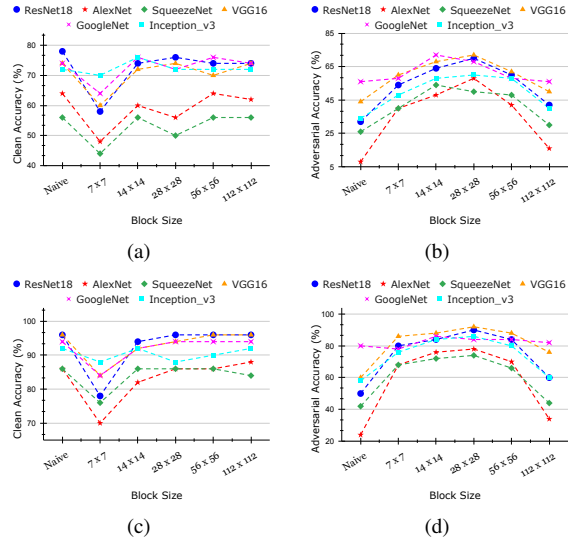 ResNet18 AlexNet SqueezeNet VGG16
GoogleNet Inception_v3
Clean Accuracy (%)
80
70
60
50
40
Naive 7 x 7 14 x 14 28 x 28 56 x 56 112 x 112
Block Size
(a)
ResNet18 AlexNet SqueezeNet VGG16
GoogleNet Inception_v3
Adversarial Accuracy (%)
85
65
45
25
5
Naive 7 x 7 14 x 14 28 x 28 56 x 56 112 x 112
Block Size
(b)
ResNet18 AlexNet SqueezeNet VGG16
GoogleNet Inception_v3
Clean Accuracy (%)
100
90
80
70
Naive 7 x 7 14 x 14 28 x 28 56 x 56 112 x 112
Block Size
(c)
ResNet18 AlexNet SqueezeNet VGG16
GoogleNet Inception_v3
Adversarial Accuracy (%)
100
80
60
40
20
Naive 7 x 7 14 x 14 28 x 28 56 x 56 112 x 112
Block Size
(d)